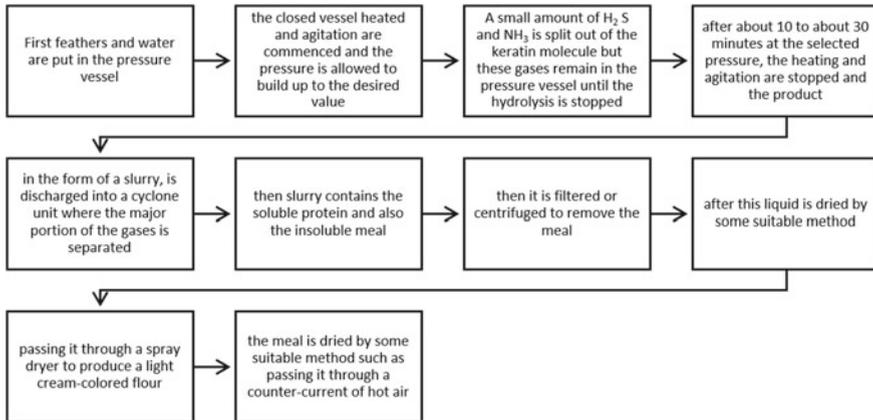 First feathers and water
are put in the pressure
vessel
the closed vessel heated
and agitation are
commenced and the
pressure is allowed to
build up to the desired
value
A small amount of H₂ S
and NH₃ is split out of the
keratin molecule but
these gases remain in the
pressure vessel until the
hydrolysis is stopped
after about 10 to about 30
minutes at the selected
pressure, the heating and
agitation are stopped and
the product
in the form of a slurry, is
discharged into a cyclone
unit where the major
portion of the gases is
separated
then slurry contains the
soluble protein and also
the insoluble meal
then it is filtered or
centrifuged to remove the
meal
after this liquid is dried by
some suitable method
passing it through a spray
dryer to produce a light
cream-colored flour
the meal is dried by some
suitable method such as
passing it through a
counter-current of hot air